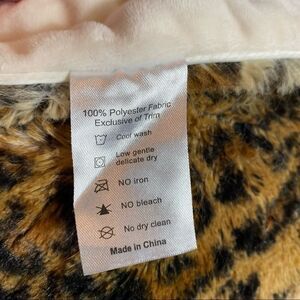 100% Polyester Fabric
Exclusive of Trim
Cool wash
Low gentle
delicate dry
NO iron
NO bleach
No dry clean
Made in China